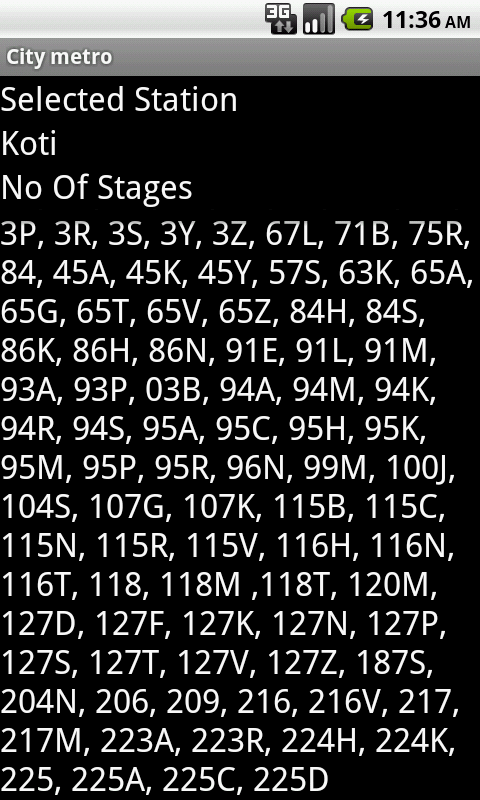 3G 11:36 AM
City metro
Selected Station
Koti
No Of Stages
3P, 3R, 3S, 3Y, 3Z, 67L, 71B, 75R,
84, 45A, 45K, 45Y, 57S, 63K, 65A,
65G, 65T, 65V, 65Z, 84H, 84S,
86K, 86H, 86N, 91E, 91L, 91M,
93A, 93P, 03B, 94A, 94M, 94K,
94R, 94S, 95A, 95C, 95H, 95K,
95M, 95P, 95R, 96N, 99M, 100J,
104S, 107G, 107K, 115B, 115C,
115N, 115R, 115V, 116H, 116N,
116T, 118, 118M ,118T, 120M,
127D, 127F, 127K, 127N, 127P,
127S, 127T, 127V, 127Z, 187S,
204N, 206, 209, 216, 216V, 217,
217M, 223A, 223R, 224H, 224K,
225, 225A, 225C, 225D